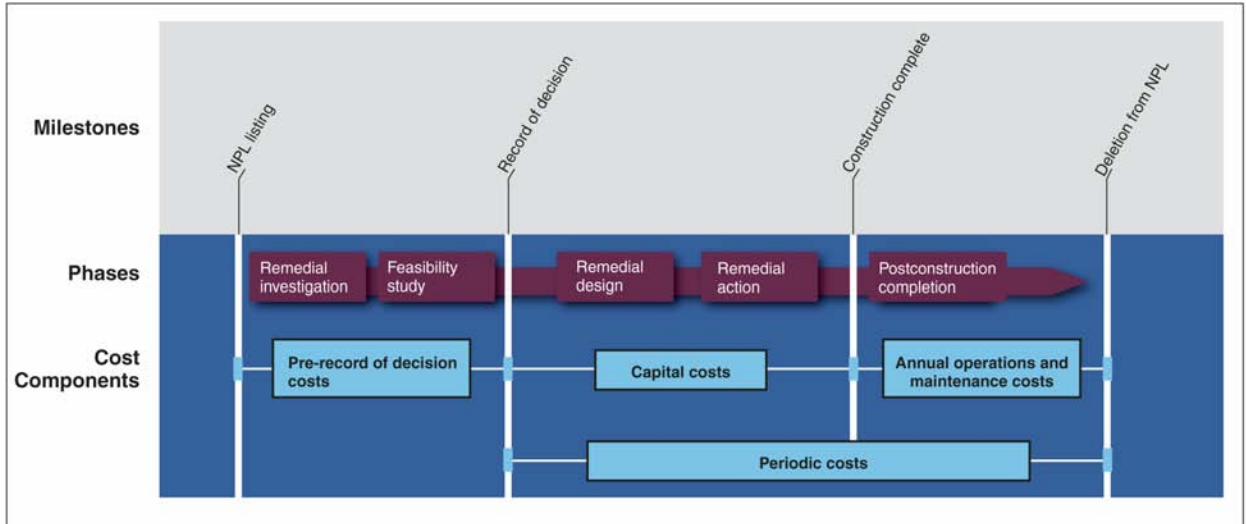 Milestones
NPL listing
Record of decision
Construction complete
Deletion from NPL
Phases
Remedial
investigation
Feasibility
study
Remedial
design
Remedial
action
Postconstruction
completion
Cost
Components
Pre-record of decision
costs
Capital costs
Annual operations and
maintenance costs
Periodic costs